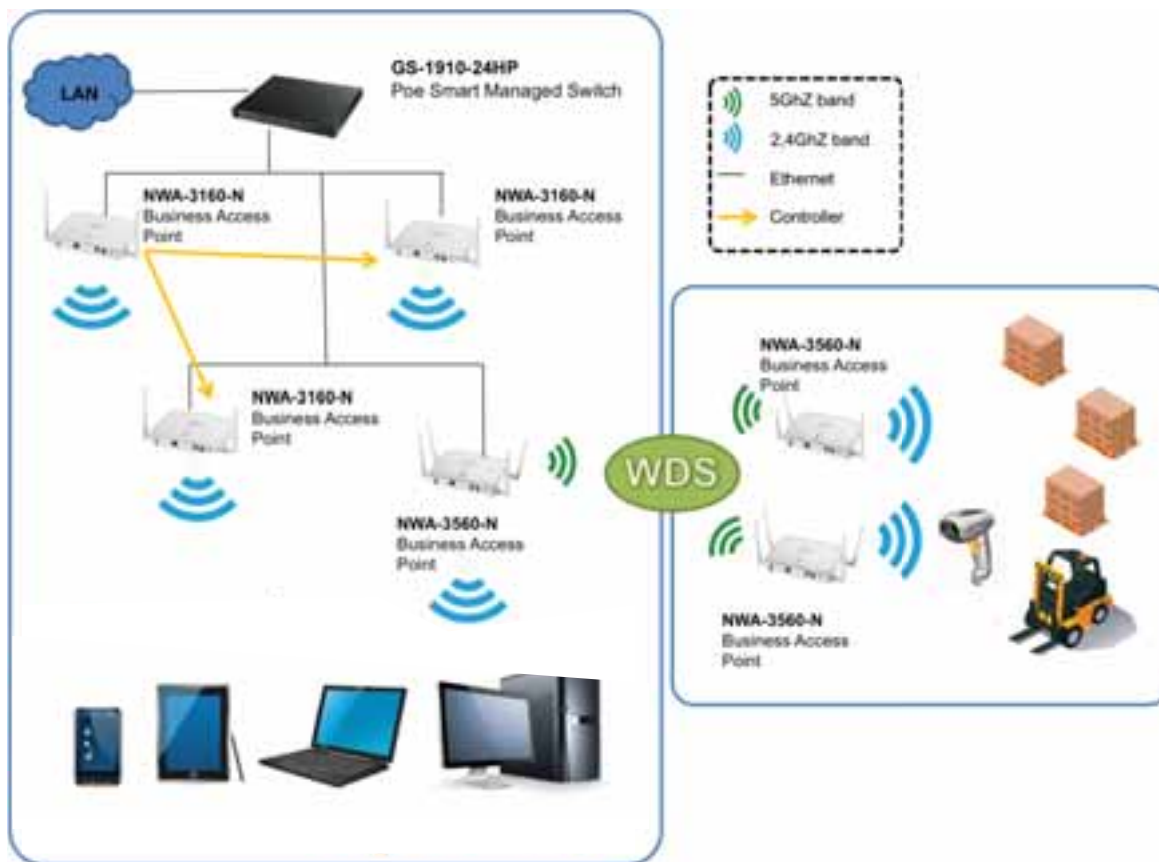 LAN
GS-1910-24HP
Poe Smart Managed Switch
NWA-3160-N
Business Access
Point
NWA-3160-N
Business Access
Point
NWA-3160-N
Business Access
Point
NWA-3560-N
Business Access
Point
5GhZ band
2,4GhZ band
Ethernet
Controller
WDS
NWA-3560-N
Business Access
Point
NWA-3560-N
Business Access
Point